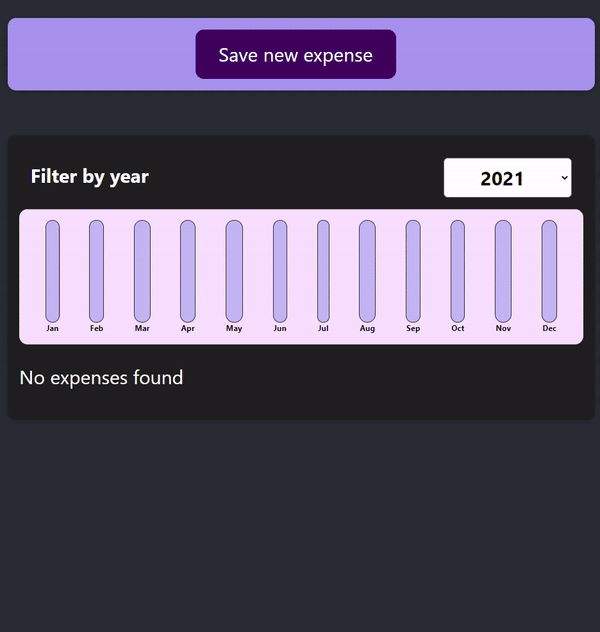 Save new expense
Filter by year
2021
Jan Feb Mar Apr May Jun Jul Aug Sep Oct Nov Dec
No expenses found